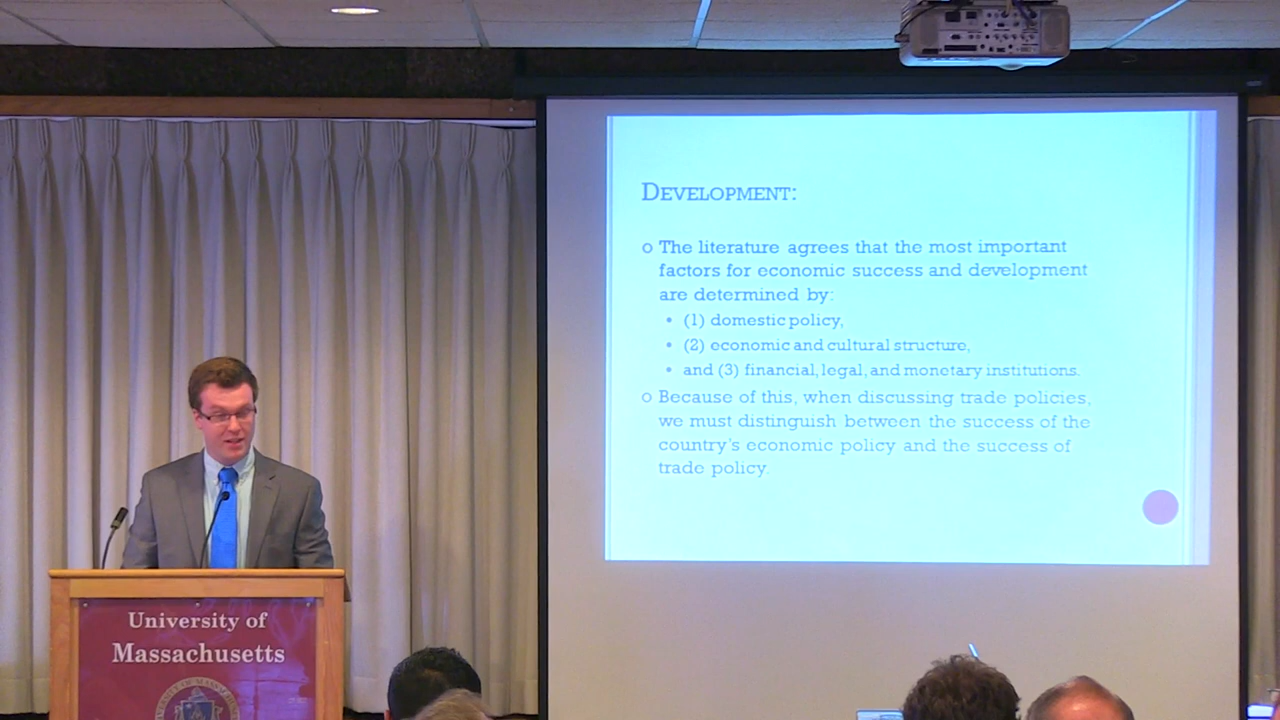 DEVELOPMENT:
The literature agrees that the most important
factors for economic success and development
are determined by:
(1) domestic policy,
(2) economic and cultural structure,
and (3) financial, legal, and monetary institutions.
Because of this, when discussing trade policies,
we must distinguish between the success of the
country's economic policy and the success of
trade policy.
University of
Massachusetts